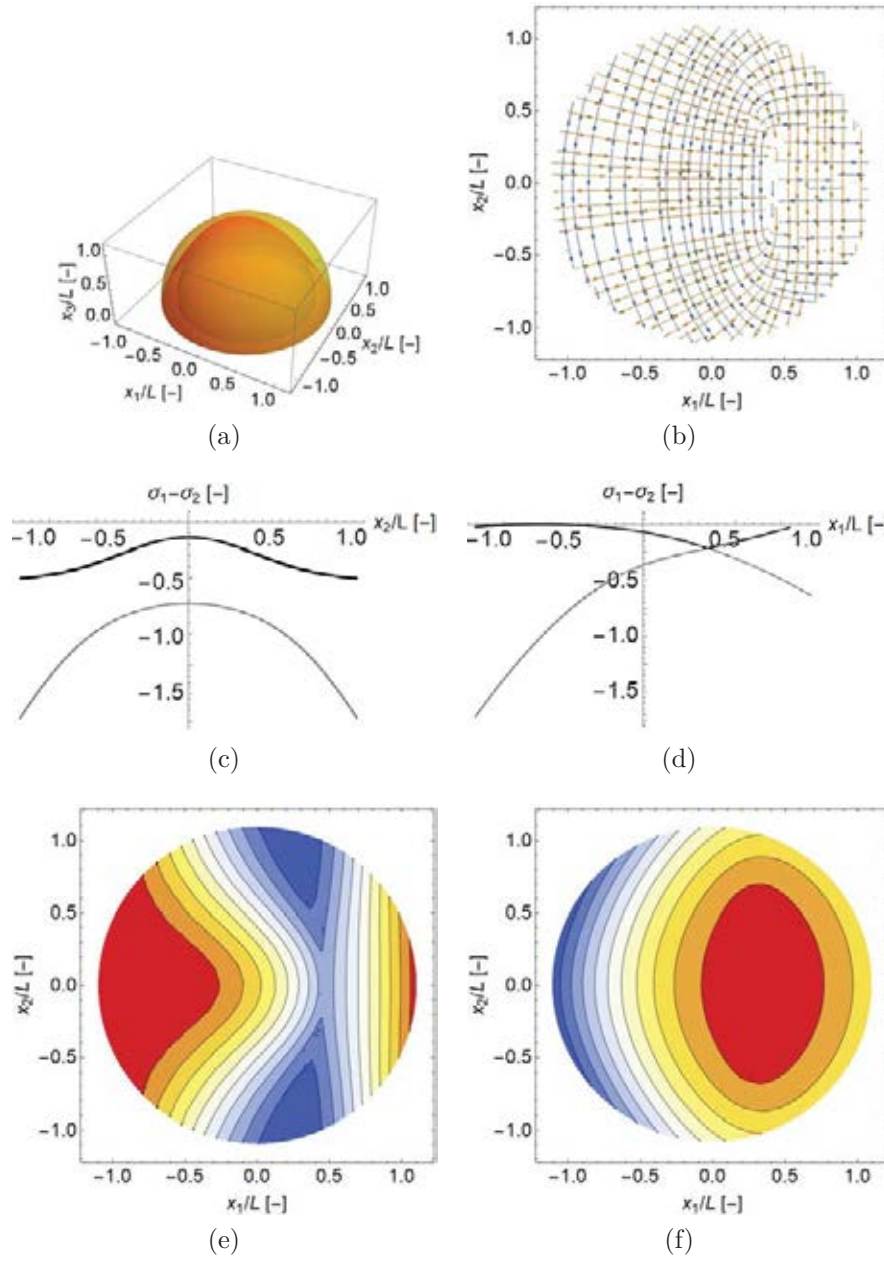 1.0
0.5
0.0
x₃/L [−]
−1.0
−0.5
0.0
0.5
1.0
x₁/L [−]
1.0
0.5
0.0
−0.5
−1.0
x₂/L [−]
(a)
1.0
0.5
0.0
−0.5
−1.0
x₂/L [−]
−1.0 −0.5 0.0 0.5 1.0
x₁/L [−]
(b)
σ₁−σ₂ [−]
x₂/L [−]
−1.0 −0.5 0.5 1.0
−0.5
−1.0
−1.5
(c)
σ₁−σ₂ [−]
x₁/L [−]
−1.0 −0.5 0.5 1.0
−0.5
−1.0
−1.5
(d)
1.0
0.5
0.0
−0.5
−1.0
x₂/L [−]
−1.0 −0.5 0.0 0.5 1.0
x₁/L [−]
(e)
1.0
0.5
0.0
−0.5
−1.0
x₂/L [−]
−1.0 −0.5 0.0 0.5 1.0
x₁/L [−]
(f)